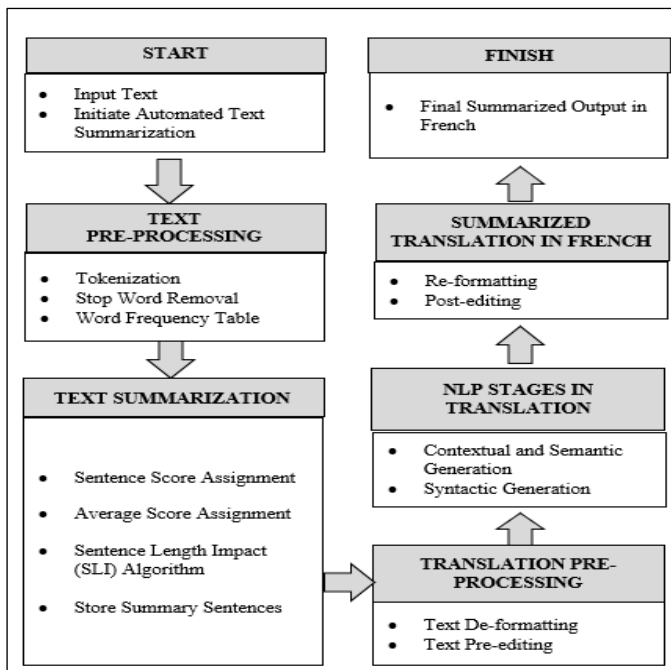 START
• Input Text
• Initiate Automated Text
Summarization
TEXT
PRE-PROCESSING
• Tokenization
• Stop Word Removal
• Word Frequency Table
TEXT SUMMARIZATION
• Sentence Score Assignment
• Average Score Assignment
• Sentence Length Impact
(SLI) Algorithm
• Store Summary Sentences
TRANSLATION PRE-
PROCESSING
• Text De-formatting
• Text Pre-editing
NLP STAGES IN
TRANSLATION
• Contextual and Semantic
Generation
• Syntactic Generation
SUMMARIZED
TRANSLATION IN FRENCH
• Re-formatting
• Post-editing
FINISH
• Final Summarized Output in
French